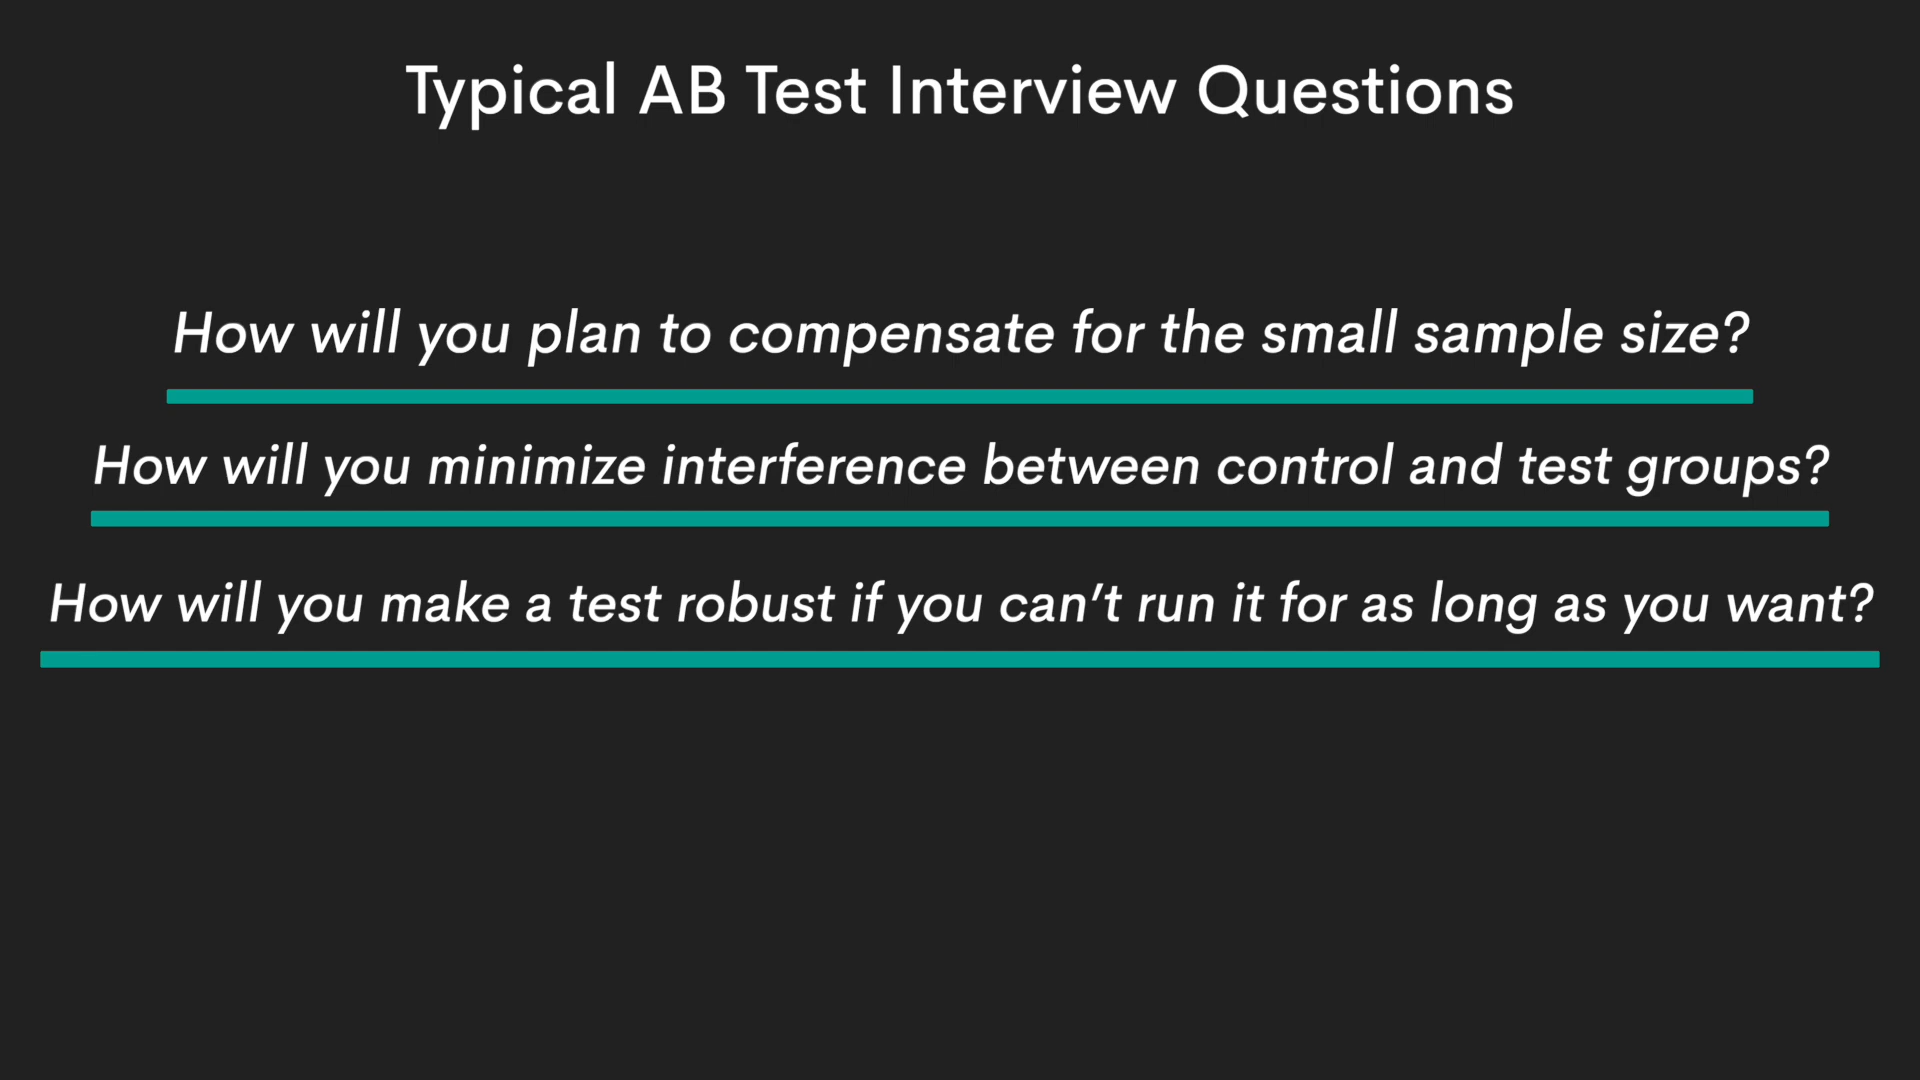 Typical AB Test Interview Questions
How will you plan to compensate for the small sample size?
How will you minimize interference between control and test groups?
How will you make a test robust if you can’t run it for as long as you want?